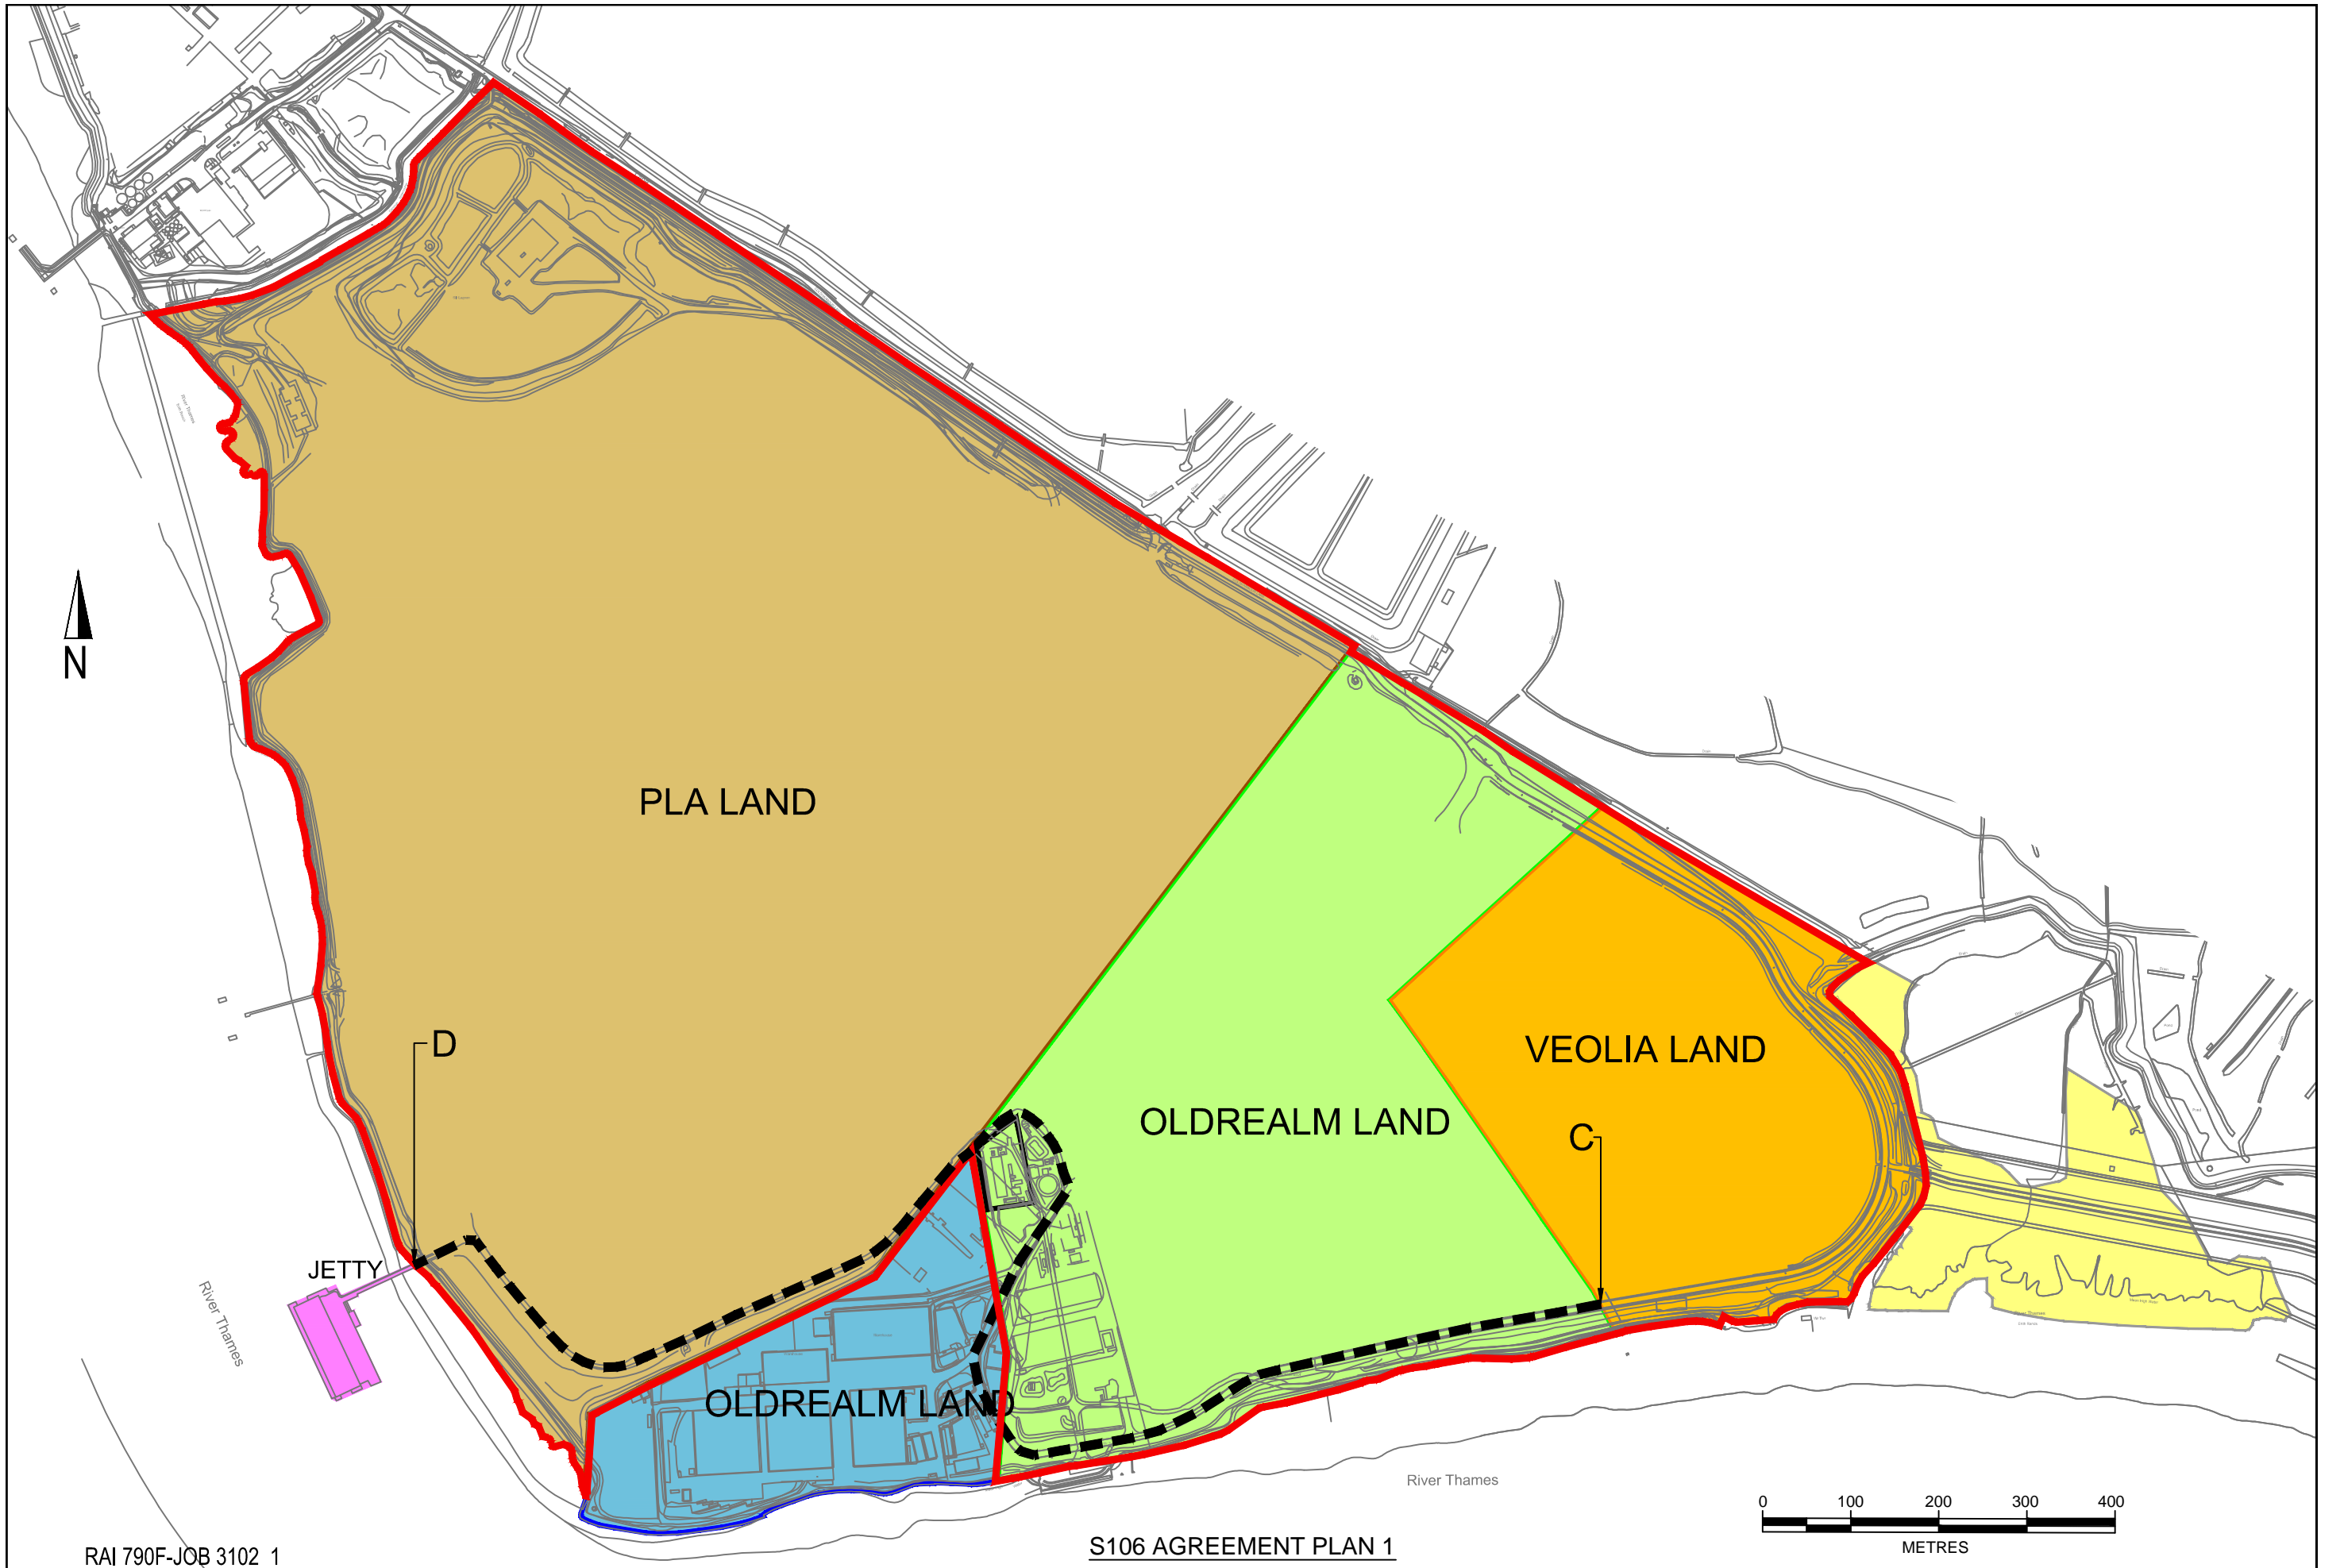 N
PLA LAND
D
VEOLIA LAND
OLDREALM LAND
C
JETTY
River Thames
OLDREALM LAND
River Thames
0 100 200 300 400
METRES
S106 AGREEMENT PLAN 1
RAI 790F-JOB 3102 1